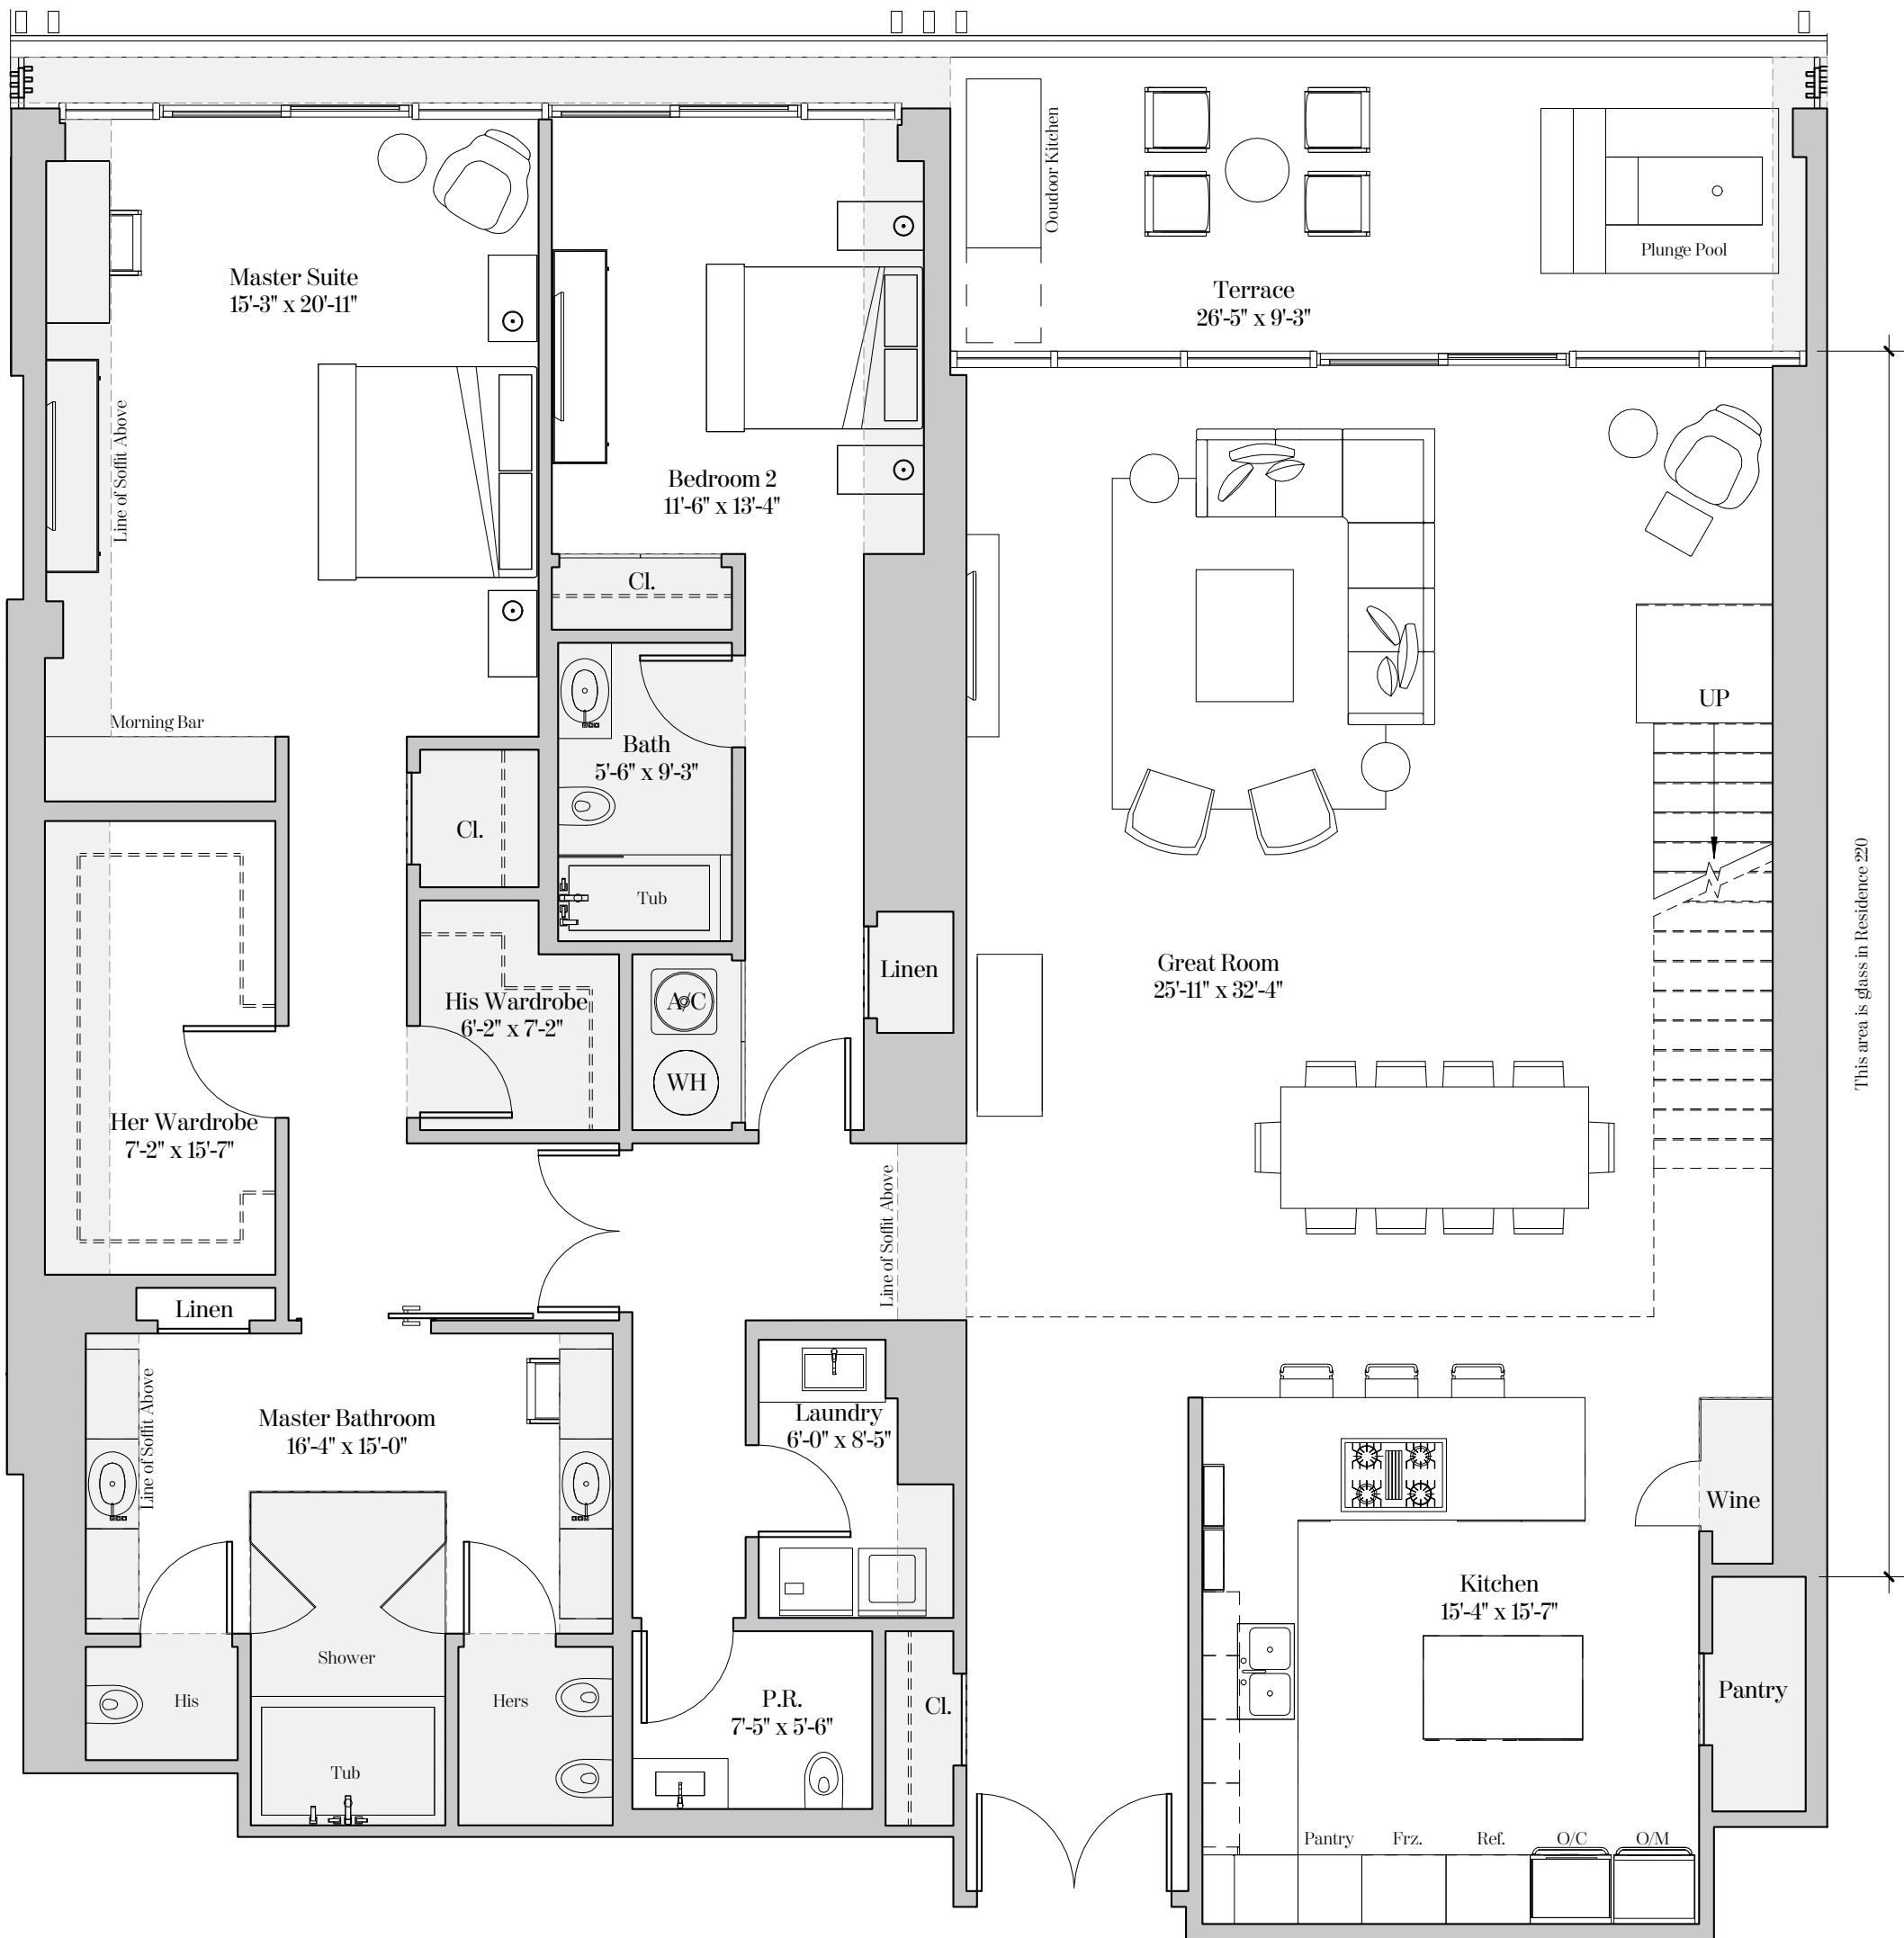 Ooudoor Kitchen
Plunge Pool
Terrace
26'-5" x 9'-3"
Master Suite
15'-3" x 20'-11"
Line of Soffit Above
Bedroom 2
11'-6" x 13'-4"
Cl.
Morning Bar
Bath
5'-6" x 9'-3"
Cl.
Tub
UP
This area is glass in Residence 220
Great Room
25'-11" x 32'-4"
Linen
His Wardrobe
6'-2" x 7'-2"
A/C
WH
Her Wardrobe
7'-2" x 15'-7"
Line of Soffit Above
Linen
Line of Soffit Above
Master Bathroom
16'-4" x 15'-0"
Laundry
6'-0" x 8'-5"
Wine
Kitchen
15'-4" x 15'-7"
Shower
His
Hers
P.R.
7'-5" x 5'-6"
Cl.
Pantry
Tub
Pantry
Frz.
Ref.
O/C
O/M